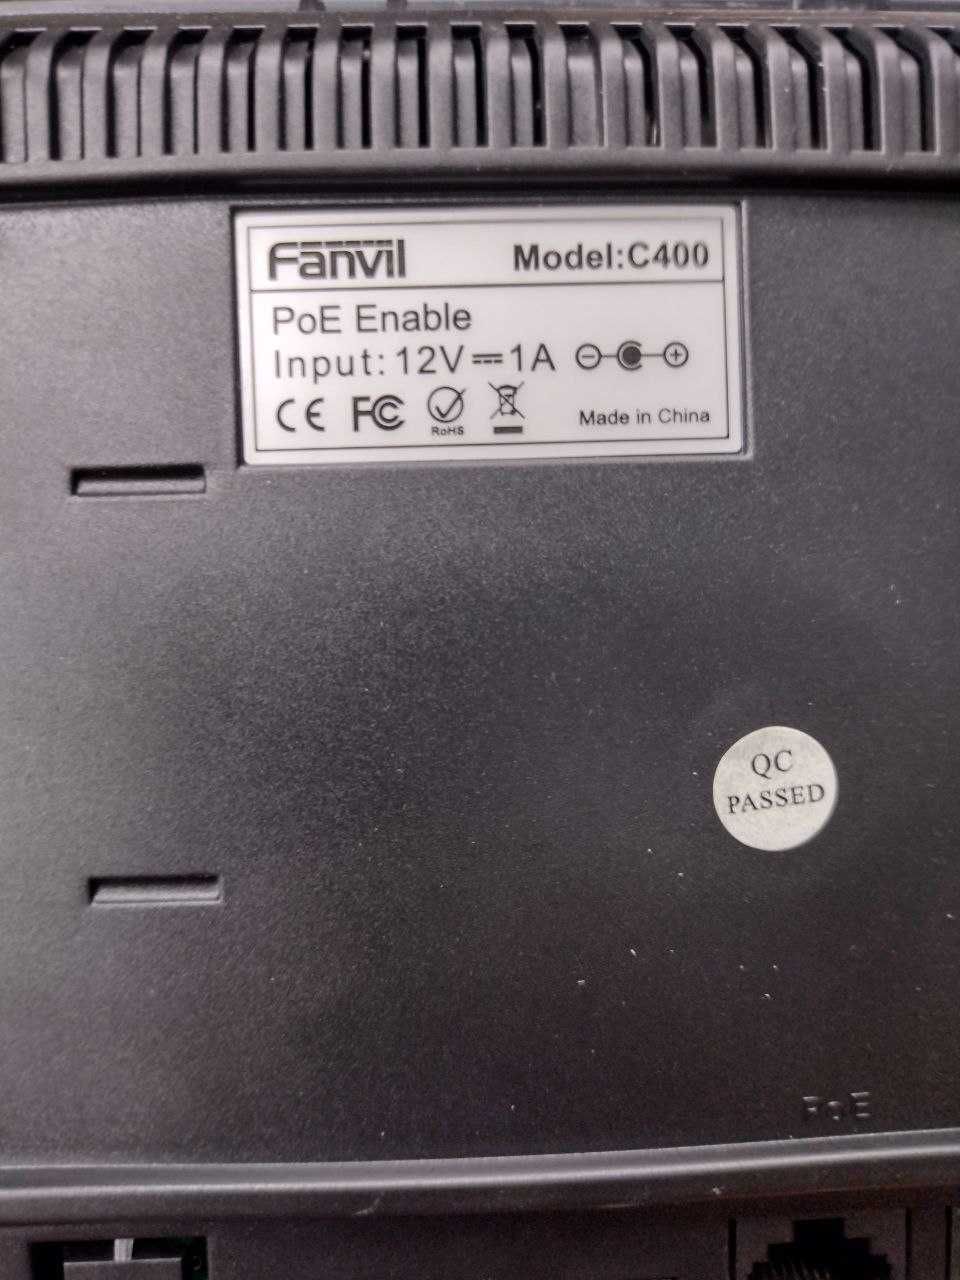 Fanvil Model:C400
PoE Enable
Input: 12V⎓1A
CE FC RoHS Made in China
QC
PASSED
PoE